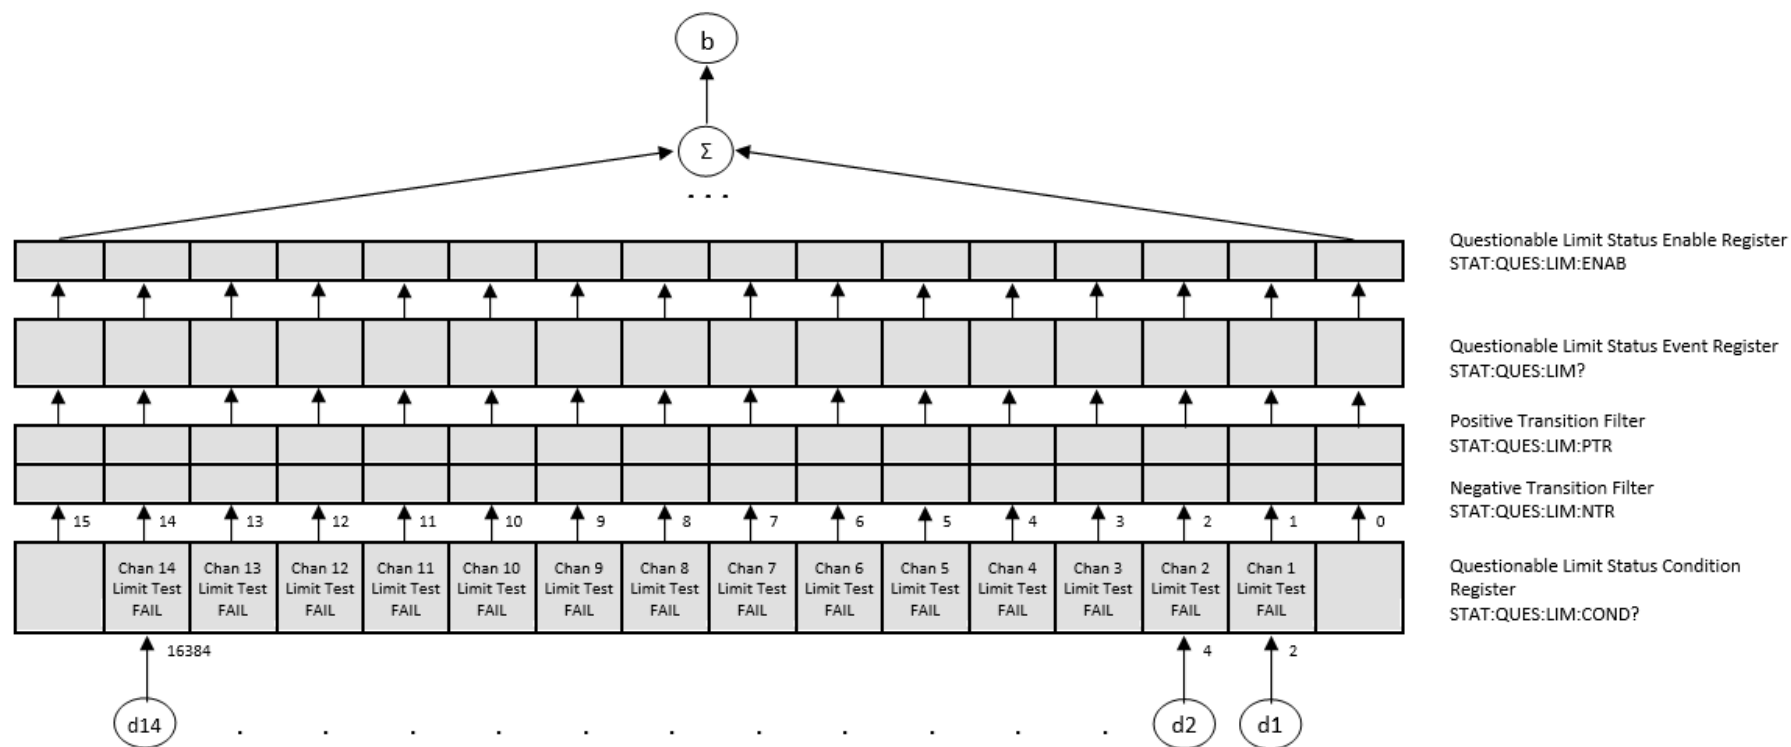 b
Σ
...
Questionable Limit Status Enable Register
STAT:QUES:LIM:ENAB
Questionable Limit Status Event Register
STAT:QUES:LIM?
Positive Transition Filter
STAT:QUES:LIM:PTR
Negative Transition Filter
STAT:QUES:LIM:NTR
15 14 13 12 11 10 9 8 7 6 5 4 3 2 1 0
Chan 14 Chan 13 Chan 12 Chan 11 Chan 10 Chan 9 Chan 8 Chan 7 Chan 6 Chan 5 Chan 4 Chan 3 Chan 2 Chan 1
Limit Test Limit Test Limit Test Limit Test Limit Test Limit Test Limit Test Limit Test Limit Test Limit Test Limit Test Limit Test Limit Test Limit Test
FAIL FAIL FAIL FAIL FAIL FAIL FAIL FAIL FAIL FAIL FAIL FAIL FAIL FAIL
Questionable Limit Status Condition
Register
STAT:QUES:LIM:COND?
16384 4 2
d14 . . . . . . . . . . . d2 d1